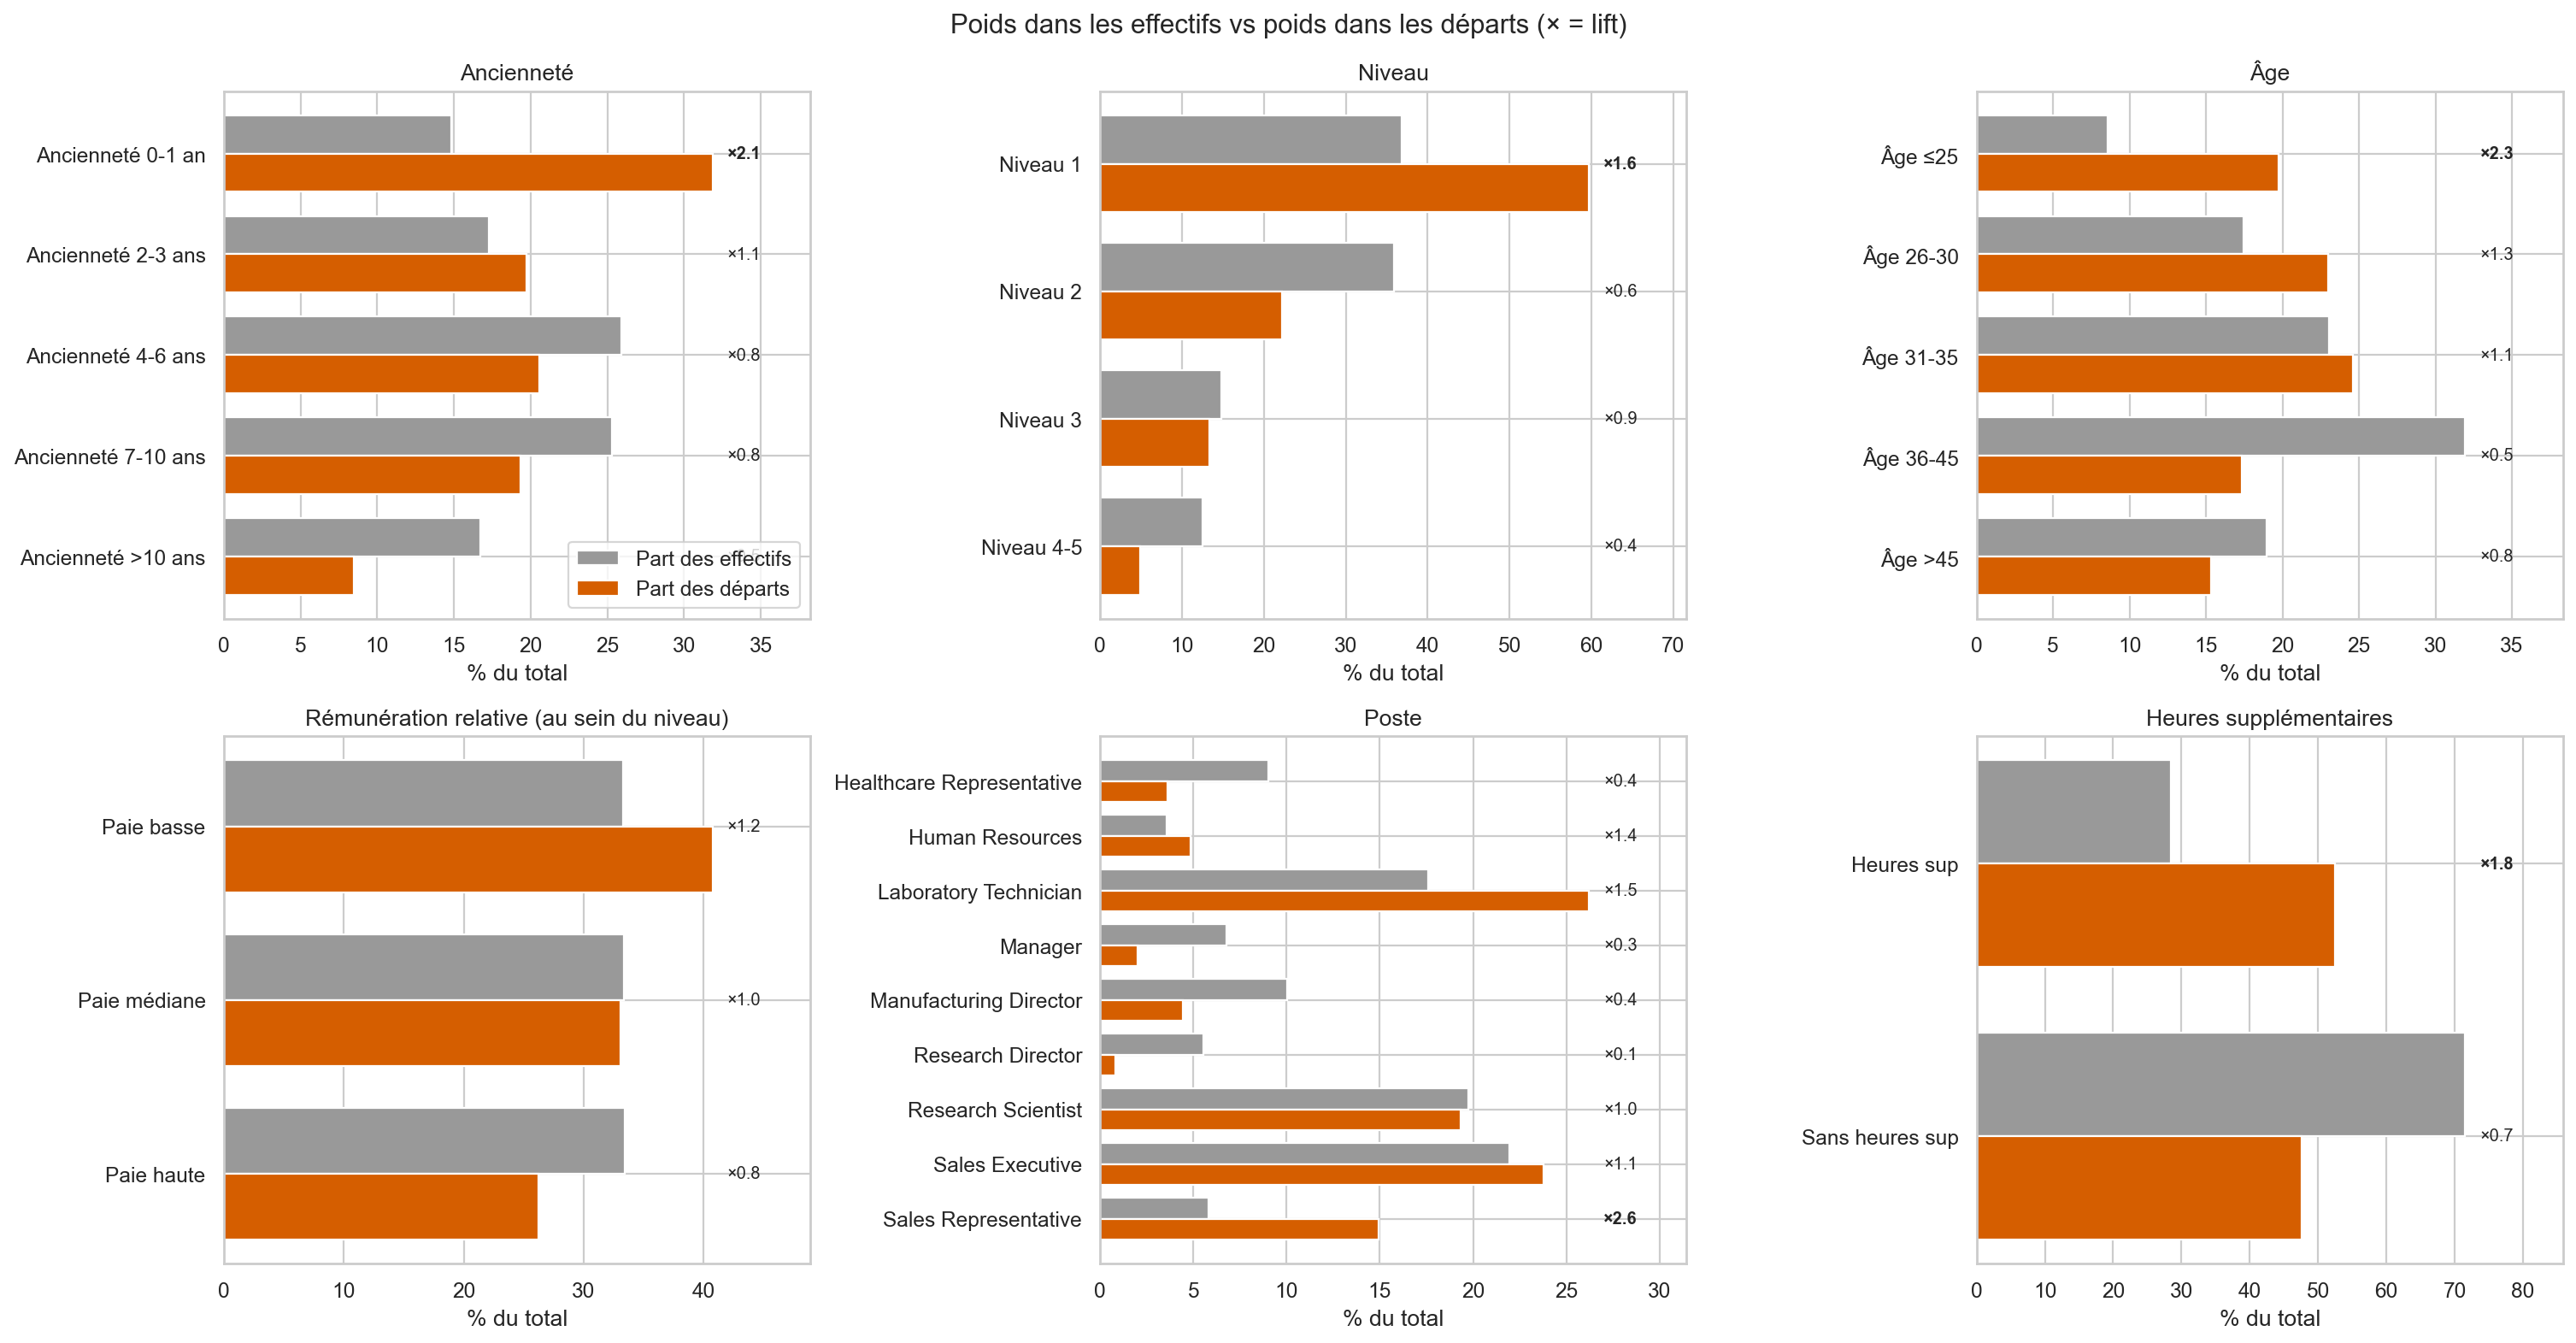 Poids dans les effectifs vs poids dans les départs (× = lift)
Ancienneté
Ancienneté 0-1 an
×2.1
Ancienneté 2-3 ans
×1.1
Ancienneté 4-6 ans
×0.8
Ancienneté 7-10 ans
×0.8
Ancienneté >10 ans
Part des effectifs
Part des départs
0 5 10 15 20 25 30 35
% du total
Niveau
Niveau 1
×1.6
Niveau 2
×0.6
Niveau 3
×0.9
Niveau 4-5
×0.4
0 10 20 30 40 50 60 70
% du total
Âge
Âge ≤25
×2.3
Âge 26-30
×1.3
Âge 31-35
×1.1
Âge 36-45
×0.5
Âge >45
×0.8
0 5 10 15 20 25 30 35
% du total
Rémunération relative (au sein du niveau)
Paie basse
×1.2
Paie médiane
×1.0
Paie haute
×0.8
0 10 20 30 40
% du total
Poste
Healthcare Representative
×0.4
Human Resources
×1.4
Laboratory Technician
×1.5
Manager
×0.3
Manufacturing Director
×0.4
Research Director
×0.1
Research Scientist
×1.0
Sales Executive
×1.1
Sales Representative
×2.6
0 5 10 15 20 25 30
% du total
Heures supplémentaires
Heures sup
×1.8
Sans heures sup
×0.7
0 10 20 30 40 50 60 70 80
% du total